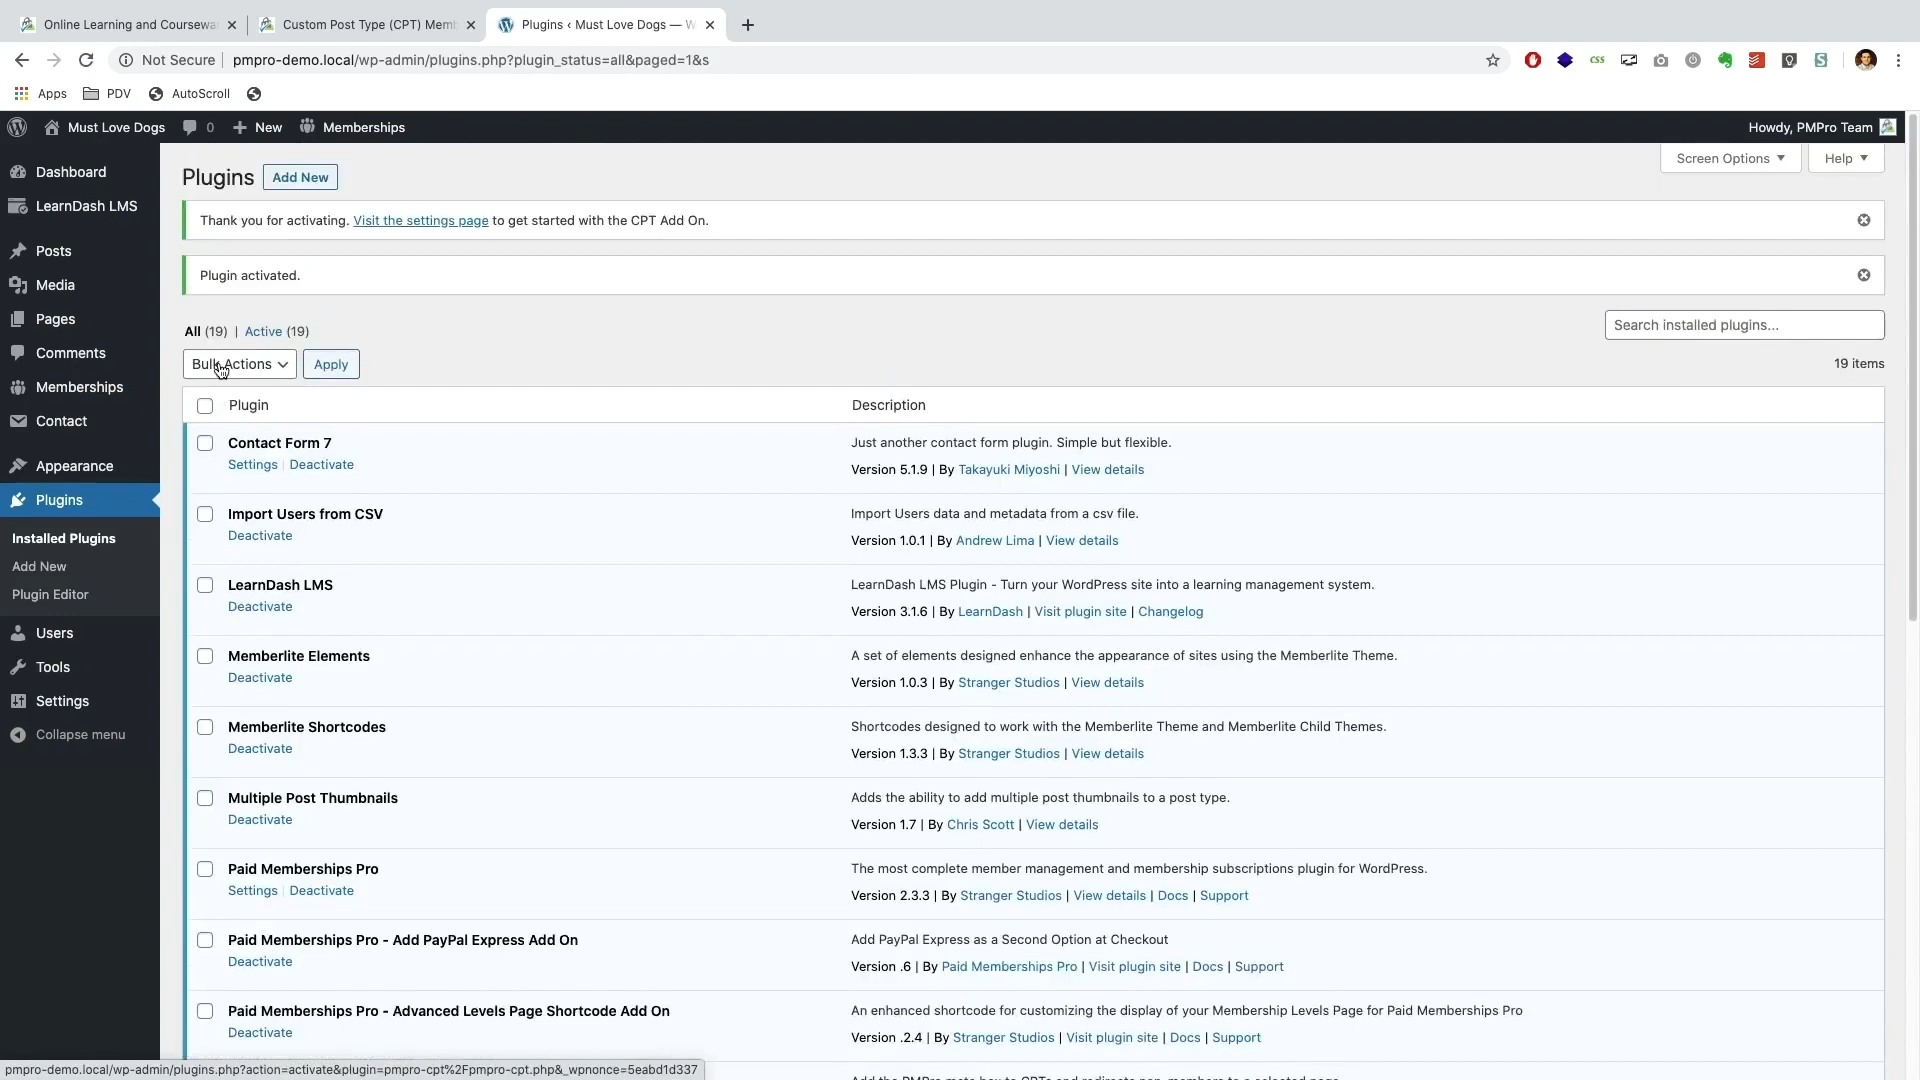 Online Learning and Coursewa
Custom Post Type (CPT) Memb
Plugins ‹ Must Love Dogs — W
Not Secure
pmpro-demo.local/wp-admin/plugins.php?plugin_status=all&paged=1&s
Apps
PDV
AutoScroll
Must Love Dogs
0
New
Memberships
Howdy, PMPro Team
Screen Options
Help
Dashboard
LearnDash LMS
Posts
Media
Pages
Comments
Memberships
Contact
Appearance
Plugins
Installed Plugins
Add New
Plugin Editor
Users
Tools
Settings
Collapse menu
Plugins
Add New
Thank you for activating. Visit the settings page to get started with the CPT Add On.
Plugin activated.
All (19) | Active (19)
Search installed plugins...
Bulk Actions
Apply
19 items
Plugin
Description
Contact Form 7
Settings | Deactivate
Just another contact form plugin. Simple but flexible.
Version 5.1.9 | By Takayuki Miyoshi | View details
Import Users from CSV
Deactivate
Import Users data and metadata from a csv file.
Version 1.0.1 | By Andrew Lima | View details
LearnDash LMS
Deactivate
LearnDash LMS Plugin - Turn your WordPress site into a learning management system.
Version 3.1.6 | By LearnDash | Visit plugin site | Changelog
Memberlite Elements
Deactivate
A set of elements designed enhance the appearance of sites using the Memberlite Theme.
Version 1.0.3 | By Stranger Studios | View details
Memberlite Shortcodes
Deactivate
Shortcodes designed to work with the Memberlite Theme and Memberlite Child Themes.
Version 1.3.3 | By Stranger Studios | View details
Multiple Post Thumbnails
Deactivate
Adds the ability to add multiple post thumbnails to a post type.
Version 1.7 | By Chris Scott | View details
Paid Memberships Pro
Settings | Deactivate
The most complete member management and membership subscriptions plugin for WordPress.
Version 2.3.3 | By Stranger Studios | View details | Docs | Support
Paid Memberships Pro - Add PayPal Express Add On
Deactivate
Add PayPal Express as a Second Option at Checkout
Version .6 | By Paid Memberships Pro | Visit plugin site | Docs | Support
Paid Memberships Pro - Advanced Levels Page Shortcode Add On
Deactivate
An enhanced shortcode for customizing the display of your Membership Levels Page for Paid Memberships Pro
Version .2.4 | By Stranger Studios | Visit plugin site | Docs | Support
pmpro-demo.local/wp-admin/plugins.php?action=activate&plugin=pmpro-cpt%2Fpmpro-cpt.php&_wpnonce=5eabd1d337